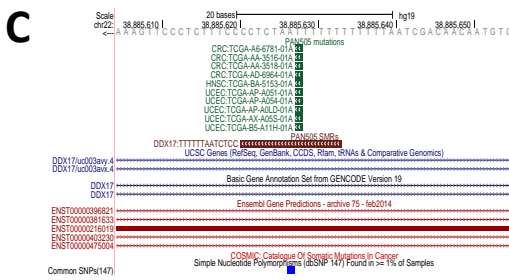 C
Scale 20 bases hg19
chr22: 38,885,610 38,885,620 38,885,630 38,885,640 38,885,650
<--- A A A G T T C C C T C T T T C C C C T C T A A T T T T T T T T T T T A A T C G A C A A C A A T G T C
PAN505 mutations
CRC:TCGA-A6-6781-01A
CRC:TCGA-AA-3516-01A
CRC:TCGA-AA-3518-01A
CRC:TCGA-AD-6964-01A
HNSC:TCGA-BA-5153-01A
UCEC:TCGA-AP-A051-01A
UCEC:TCGA-AP-A054-01A
UCEC:TCGA-AP-A0LD-01A
UCEC:TCGA-AX-A05S-01A
UCEC:TCGA-B5-A11H-01A
PAN505 SMRs
DDX17:TTTTTTAATCTCC
UCSC Genes (RefSeq, GenBank, CCDS, Rfam, tRNAs & Comparative Genomics)
DDX17/uc003avy.4
DDX17/uc003avx.4
Basic Gene Annotation Set from GENCODE Version 19
DDX17
DDX17
Ensembl Gene Predictions - archive 75 - feb2014
ENST00000396821
ENST00000381633
ENST00000216019
ENST00000403230
ENST00000475004
COSMIC: Catalogue Of Somatic Mutations In Cancer
Simple Nucleotide Polymorphisms (dbSNP 147) Found in >= 1% of Samples
Common SNPs(147)